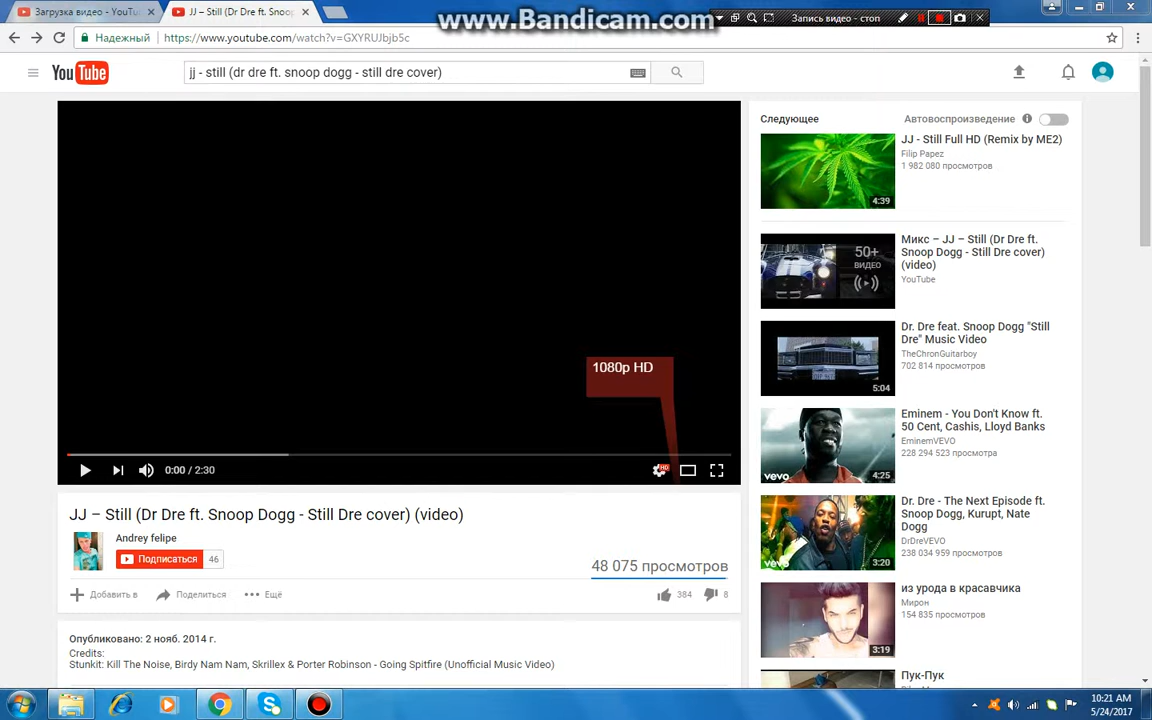 www.Bandicam.com
Запись видео - стоп
Загрузка видео - YouTu
JJ – Still (Dr Dre ft. Snoo
Надежный
https://www.youtube.com/watch?v=GXYRUJbjb5c
YouTube
jj - still (dr dre ft. snoop dogg - still dre cover)
1080p HD
0:00 / 2:30
HD
JJ – Still (Dr Dre ft. Snoop Dogg - Still Dre cover) (video)
Andrey felipe
Подписаться
46
48 075 просмотров
Добавить в
Поделиться
Ещё
384
8
Опубликовано: 2 нояб. 2014 г.
Credits:
Stunkit: Kill The Noise, Birdy Nam Nam, Skrillex & Porter Robinson - Going Spitfire (Unofficial Music Video)
Следующее
Автовоспроизведение
JJ - Still Full HD (Remix by ME2)
Filip Papez
1 982 080 просмотров
4:39
Микс – JJ – Still (Dr Dre ft.
Snoop Dogg - Still Dre cover)
(video)
YouTube
50+
ВИДЕО
Dr. Dre feat. Snoop Dogg "Still
Dre" Music Video
TheChronGuitarboy
702 814 просмотров
5:04
Eminem - You Don't Know ft.
50 Cent, Cashis, Lloyd Banks
EminemVEVO
228 294 523 просмотра
vevo
4:25
Dr. Dre - The Next Episode ft.
Snoop Dogg, Kurupt, Nate
Dogg
DrDreVEVO
238 034 959 просмотров
vevo
3:20
из урода в красавчика
Мирон
154 835 просмотров
3:19
Пук-Пук
10:21 AM
5/24/2017